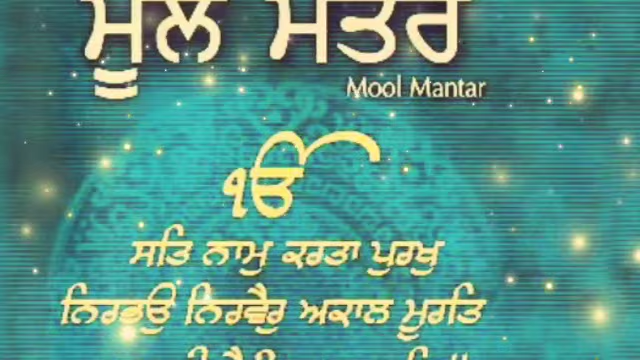 ਮੂਲ ਮੰਤਰ
Mool Mantar
ੴ
ਸਤਿ ਨਾਮੁ ਕਰਤਾ ਪੁਰਖੁ
ਨਿਰਭਉ ਨਿਰਵੈਰੁ ਅਕਾਲ ਮੂਰਤਿ